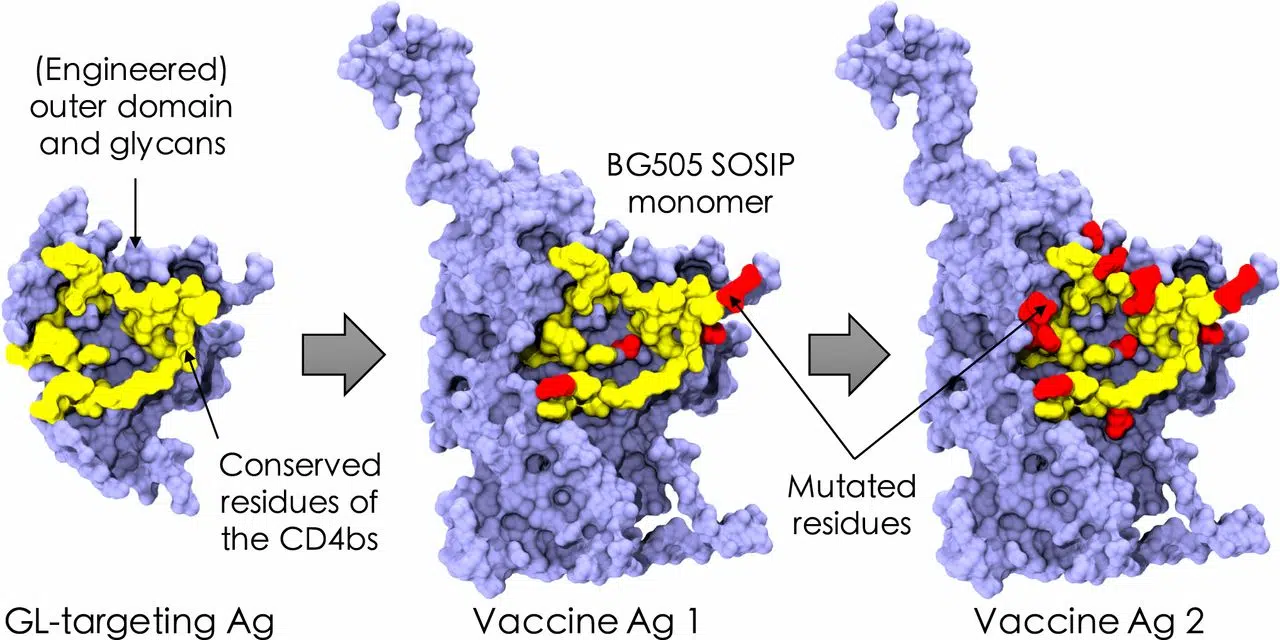 (Engineered)
outer domain
and glycans
BG505 SOSIP
monomer
Conserved
residues of
the CD4bs
Mutated
residues
GL-targeting Ag
Vaccine Ag 1
Vaccine Ag 2